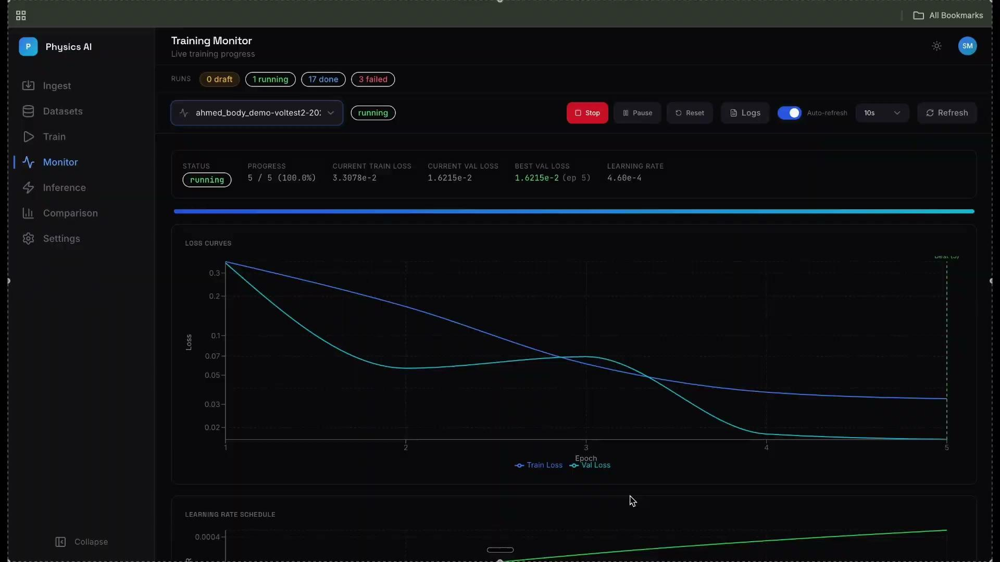 All Bookmarks
P Physics AI
Training Monitor
Live training progress
SM
Ingest
Datasets
Train
Monitor
Inference
Comparison
Settings
Collapse
RUNS 0 draft 1 running 17 done 3 failed
ahmed_body_demo-voltest2-20 running Stop Pause Reset Logs Auto-refresh 10s Refresh
STATUS PROGRESS CURRENT TRAIN LOSS CURRENT VAL LOSS BEST VAL LOSS LEARNING RATE
running 5 / 5 (100.0%) 3.3078e-2 1.6215e-2 1.6215e-2 (ep 5) 4.60e-4
LOSS CURVES
Best (5)
0.3
0.2
0.1
0.07
0.05
0.03
0.02
Loss
1 2 3 4 5
Epoch
Train Loss Val Loss
LEARNING RATE SCHEDULE
0.0004